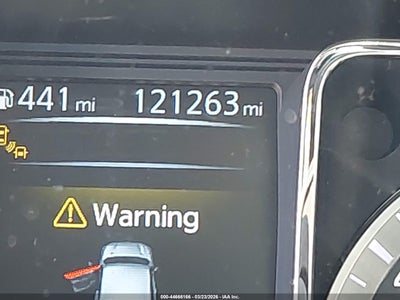 441 mi 121263 mi
Warning
000-44668166 - 03/23/2026 - IAA Inc.